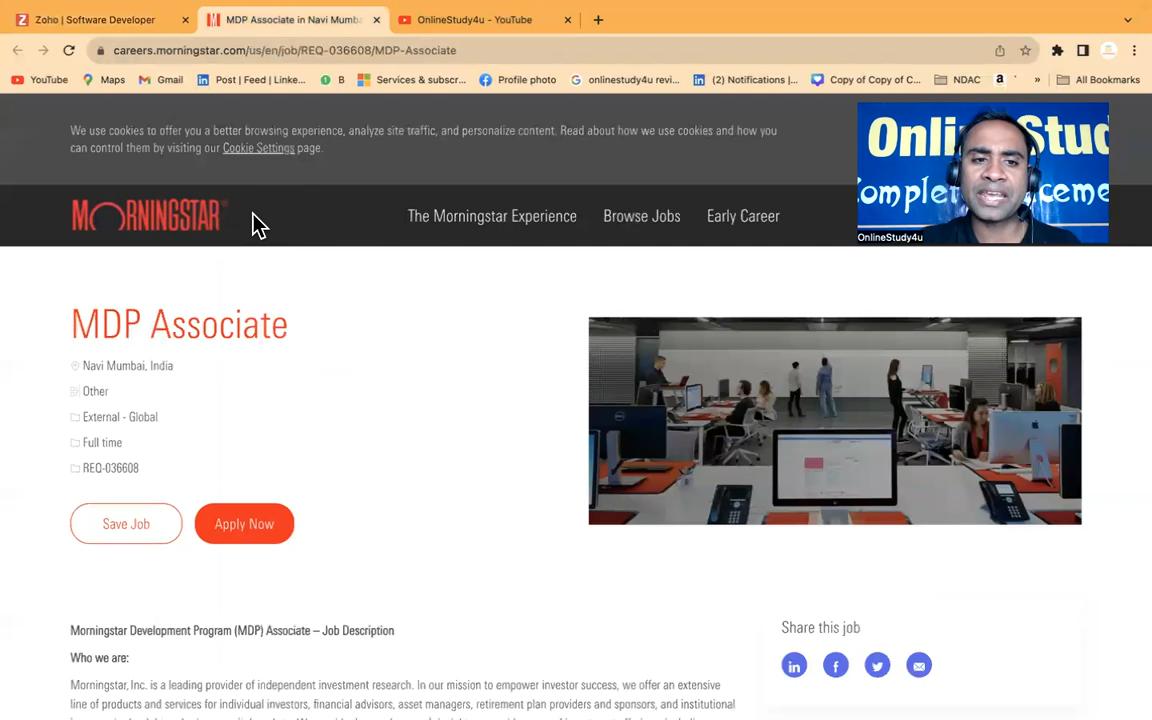 Zoho | Software Developer
MDP Associate in Navi Mumba
OnlineStudy4u - YouTube
careers.morningstar.com/us/en/job/REQ-036608/MDP-Associate
YouTube
Maps
Gmail
Post | Feed | Linke...
B
Services & subscr...
Profile photo
onlinestudy4u revi...
(2) Notifications |...
Copy of Copy of C...
NDAC
»
All Bookmarks
We use cookies to offer you a better browsing experience, analyze site traffic, and personalize content. Read about how we use cookies and how you
can control them by visiting our Cookie Settings page.
OnlineStudy4u
MORNINGSTAR
The Morningstar Experience
Browse Jobs
Early Career
MDP Associate
Navi Mumbai, India
Other
External - Global
Full time
REQ-036608
Save Job
Apply Now
Morningstar Development Program (MDP) Associate – Job Description
Who we are:
Morningstar, Inc. is a leading provider of independent investment research. In our mission to empower investor success, we offer an extensive
line of products and services for individual investors, financial advisors, asset managers, retirement plan providers and sponsors, and institutional
Share this job